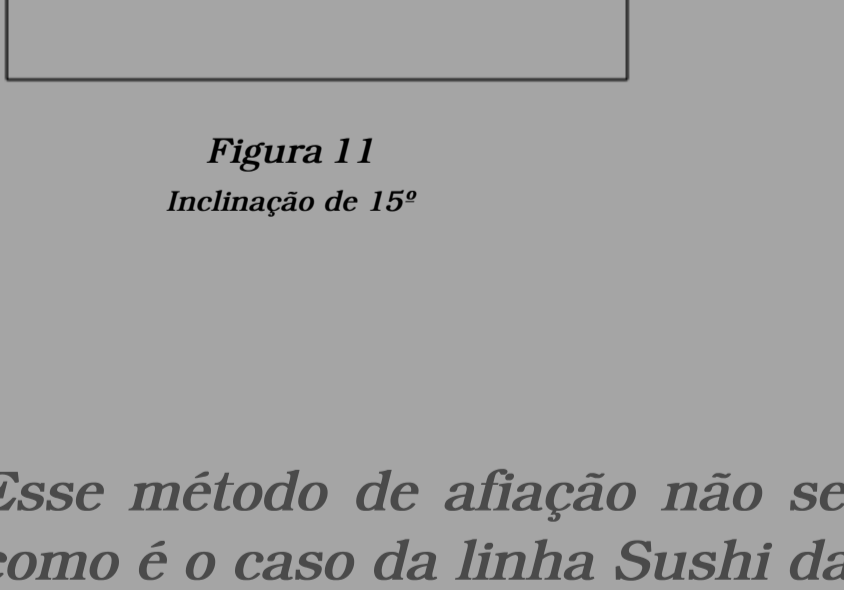 Figura 11
Inclinação de 15º
Esse método de afiação não se
como é o caso da linha Sushi da